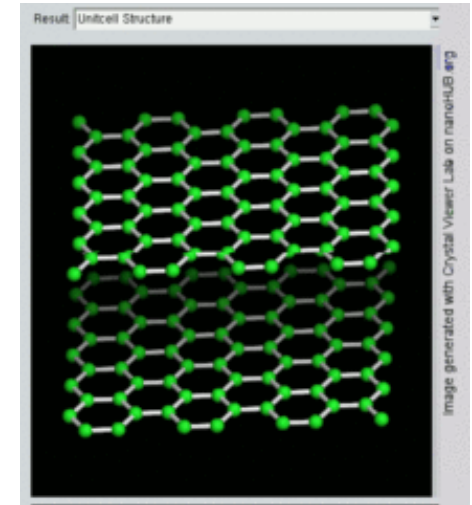 Result: Unitcell Structure
Image generated with Crystal Viewer Lab on nanoHUB.org